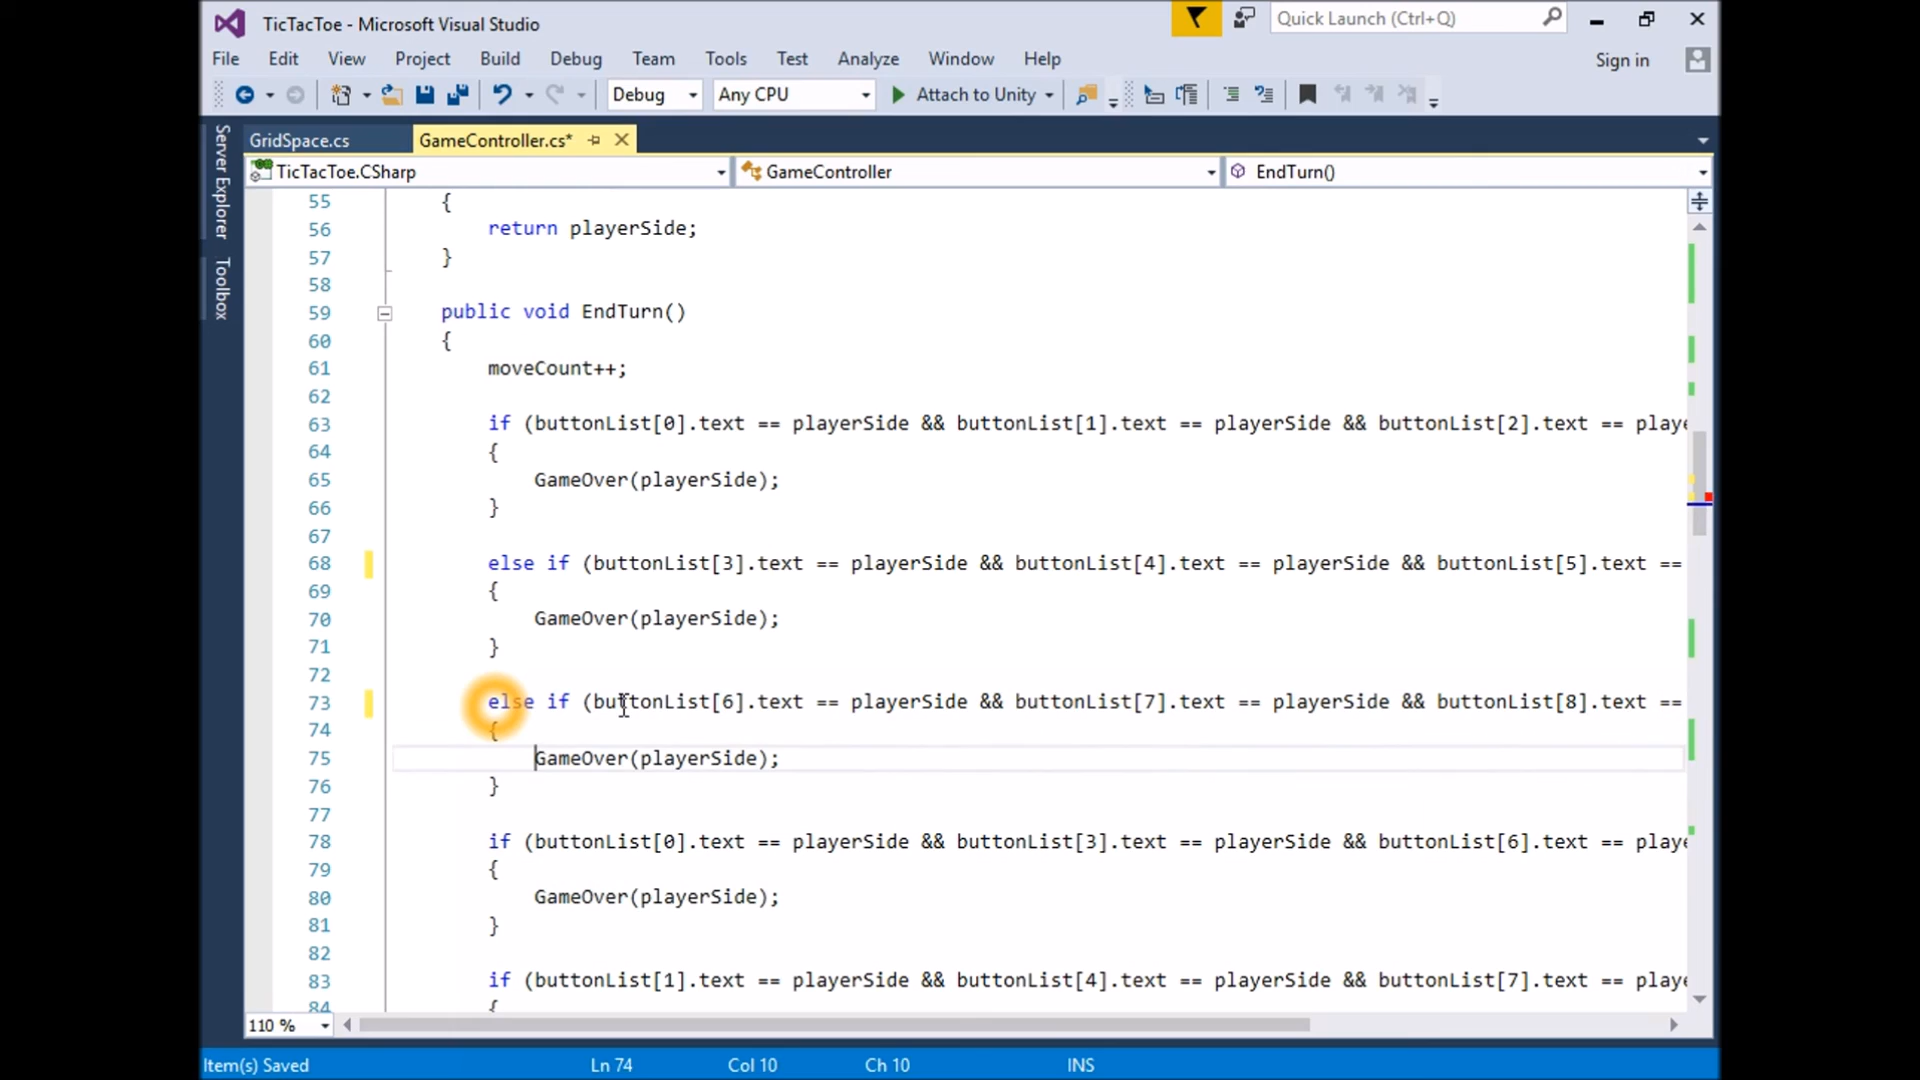 TicTacToe - Microsoft Visual Studio
Quick Launch (Ctrl+Q)
File Edit View Project Build Debug Team Tools Test Analyze Window Help
Sign in
Debug Any CPU Attach to Unity
Server Explorer
Toolbox
GridSpace.cs GameController.cs*
TicTacToe.CSharp GameController EndTurn()
55 {
56 return playerSide;
57 }
58
59 public void EndTurn()
60 {
61 moveCount++;
62
63 if (buttonList[0].text == playerSide && buttonList[1].text == playerSide && buttonList[2].text == playe
64 {
65 GameOver(playerSide);
66 }
67
68 else if (buttonList[3].text == playerSide && buttonList[4].text == playerSide && buttonList[5].text ==
69 {
70 GameOver(playerSide);
71 }
72
73 else if (buttonList[6].text == playerSide && buttonList[7].text == playerSide && buttonList[8].text ==
74 {
75 GameOver(playerSide);
76 }
77
78 if (buttonList[0].text == playerSide && buttonList[3].text == playerSide && buttonList[6].text == playe
79 {
80 GameOver(playerSide);
81 }
82
83 if (buttonList[1].text == playerSide && buttonList[4].text == playerSide && buttonList[7].text == playe
84 {
110 %
Item(s) Saved Ln 74 Col 10 Ch 10 INS